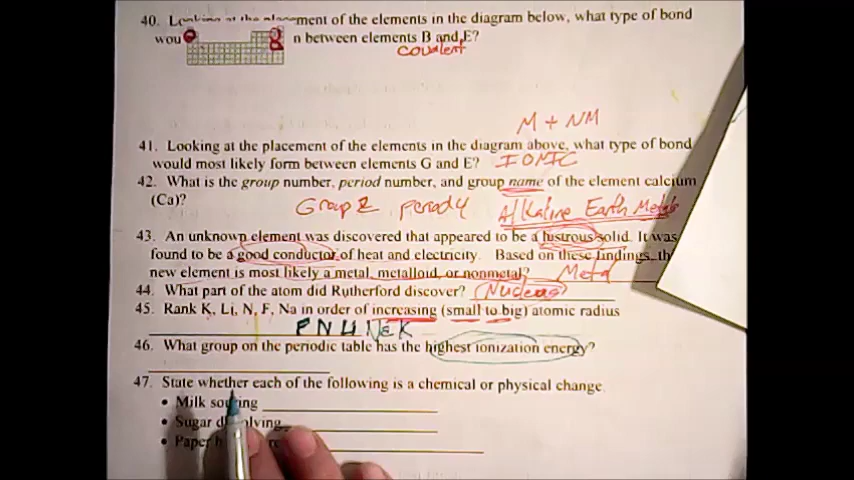 40. Looking at the placement of the elements in the diagram below, what type of bond
wou n between elements B and E?
covalent
M + NM
41. Looking at the placement of the elements in the diagram above, what type of bond
would most likely form between elements G and E? IONIC
42. What is the group number, period number, and group name of the element calcium
(Ca)? Group 2 period 4 Alkaline Earth Metals
43. An unknown element was discovered that appeared to be a lustrous solid. It was
found to be a good conductor of heat and electricity. Based on these findings, th
new element is most likely a metal, metalloid, or nonmetal? Metal
44. What part of the atom did Rutherford discover? Nucleus
45. Rank K, Li, N, F, Na in order of increasing (small to big) atomic radius
F N Li Na K
46. What group on the periodic table has the highest ionization energy?
47. State whether each of the following is a chemical or physical change.
• Milk souring
• Sugar dissolving
• Paper